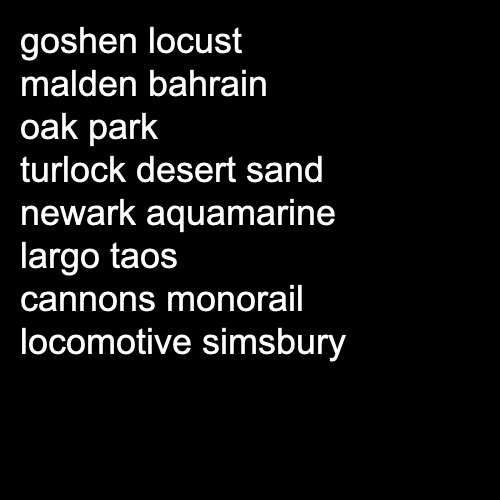 goshen locust
malden bahrain
oak park
turlock desert sand
newark aquamarine
largo taos
cannons monorail
locomotive simsbury